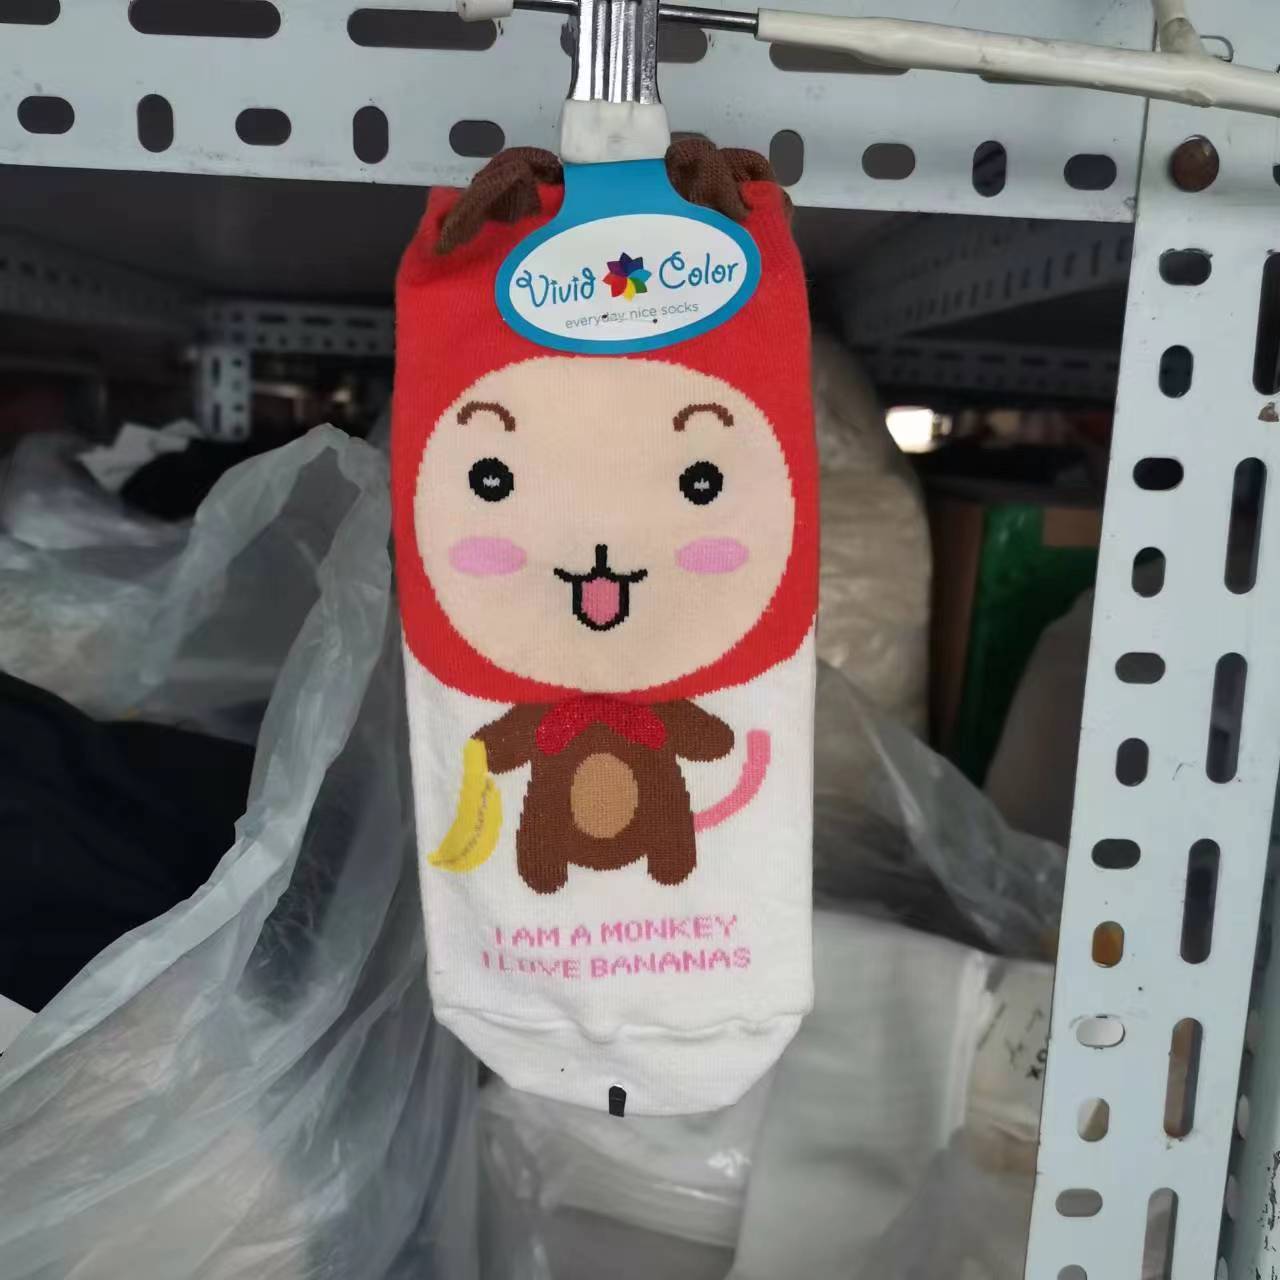 Vivid Color
everyday nice socks
I AM A MONKEY
I LOVE BANANAS